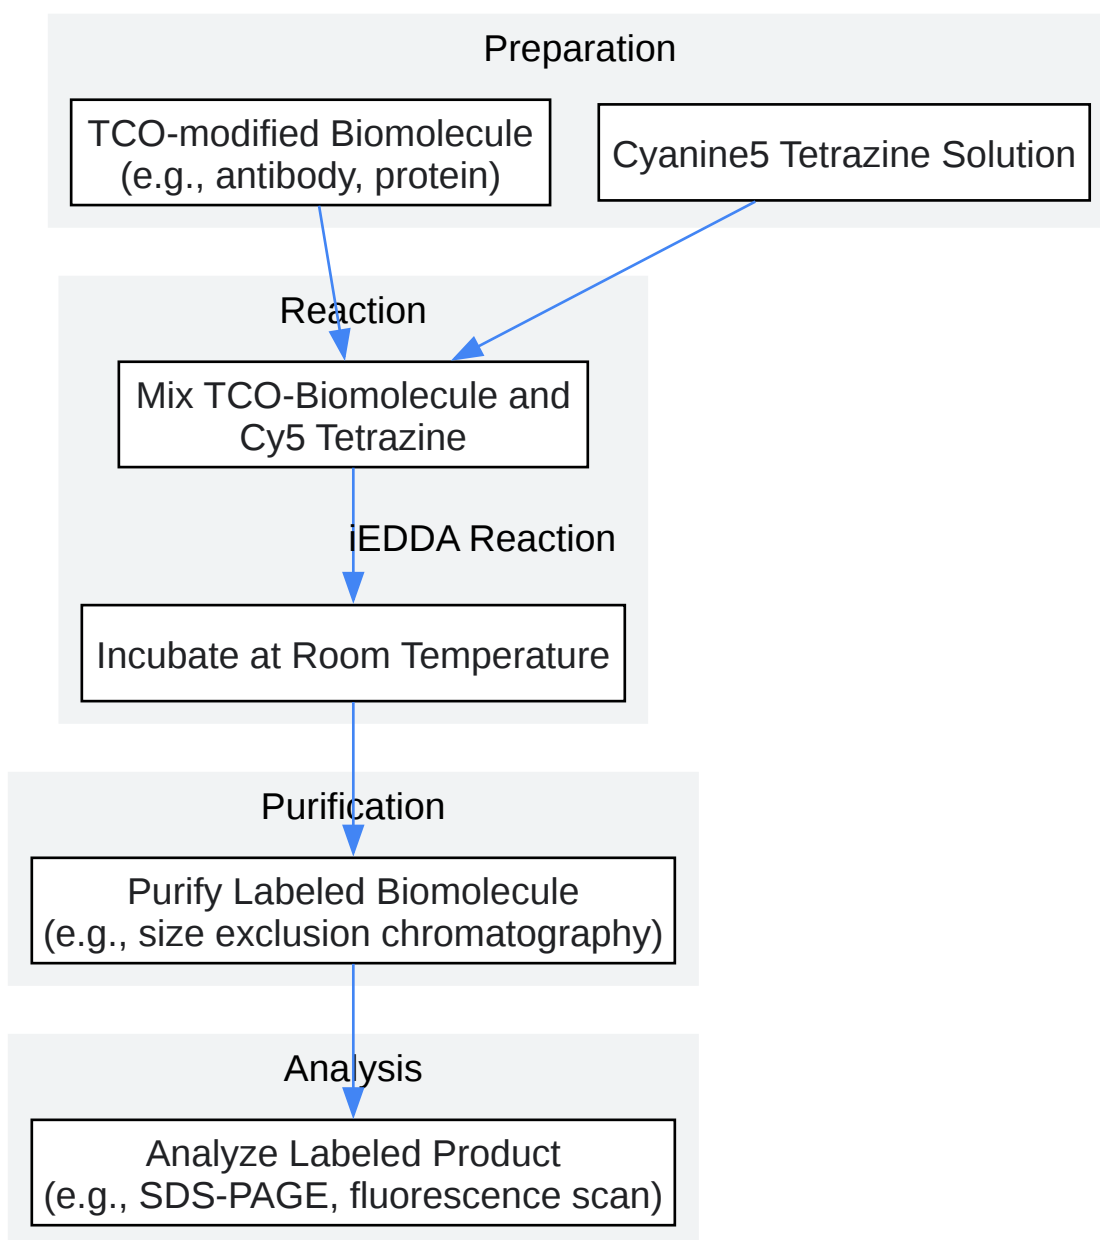 Preparation
TCO-modified Biomolecule
(e.g., antibody, protein)
Cyanine5 Tetrazine Solution
Reaction
Mix TCO-Biomolecule and
Cy5 Tetrazine
iEDDA Reaction
Incubate at Room Temperature
Purification
Purify Labeled Biomolecule
(e.g., size exclusion chromatography)
Analysis
Analyze Labeled Product
(e.g., SDS-PAGE, fluorescence scan)